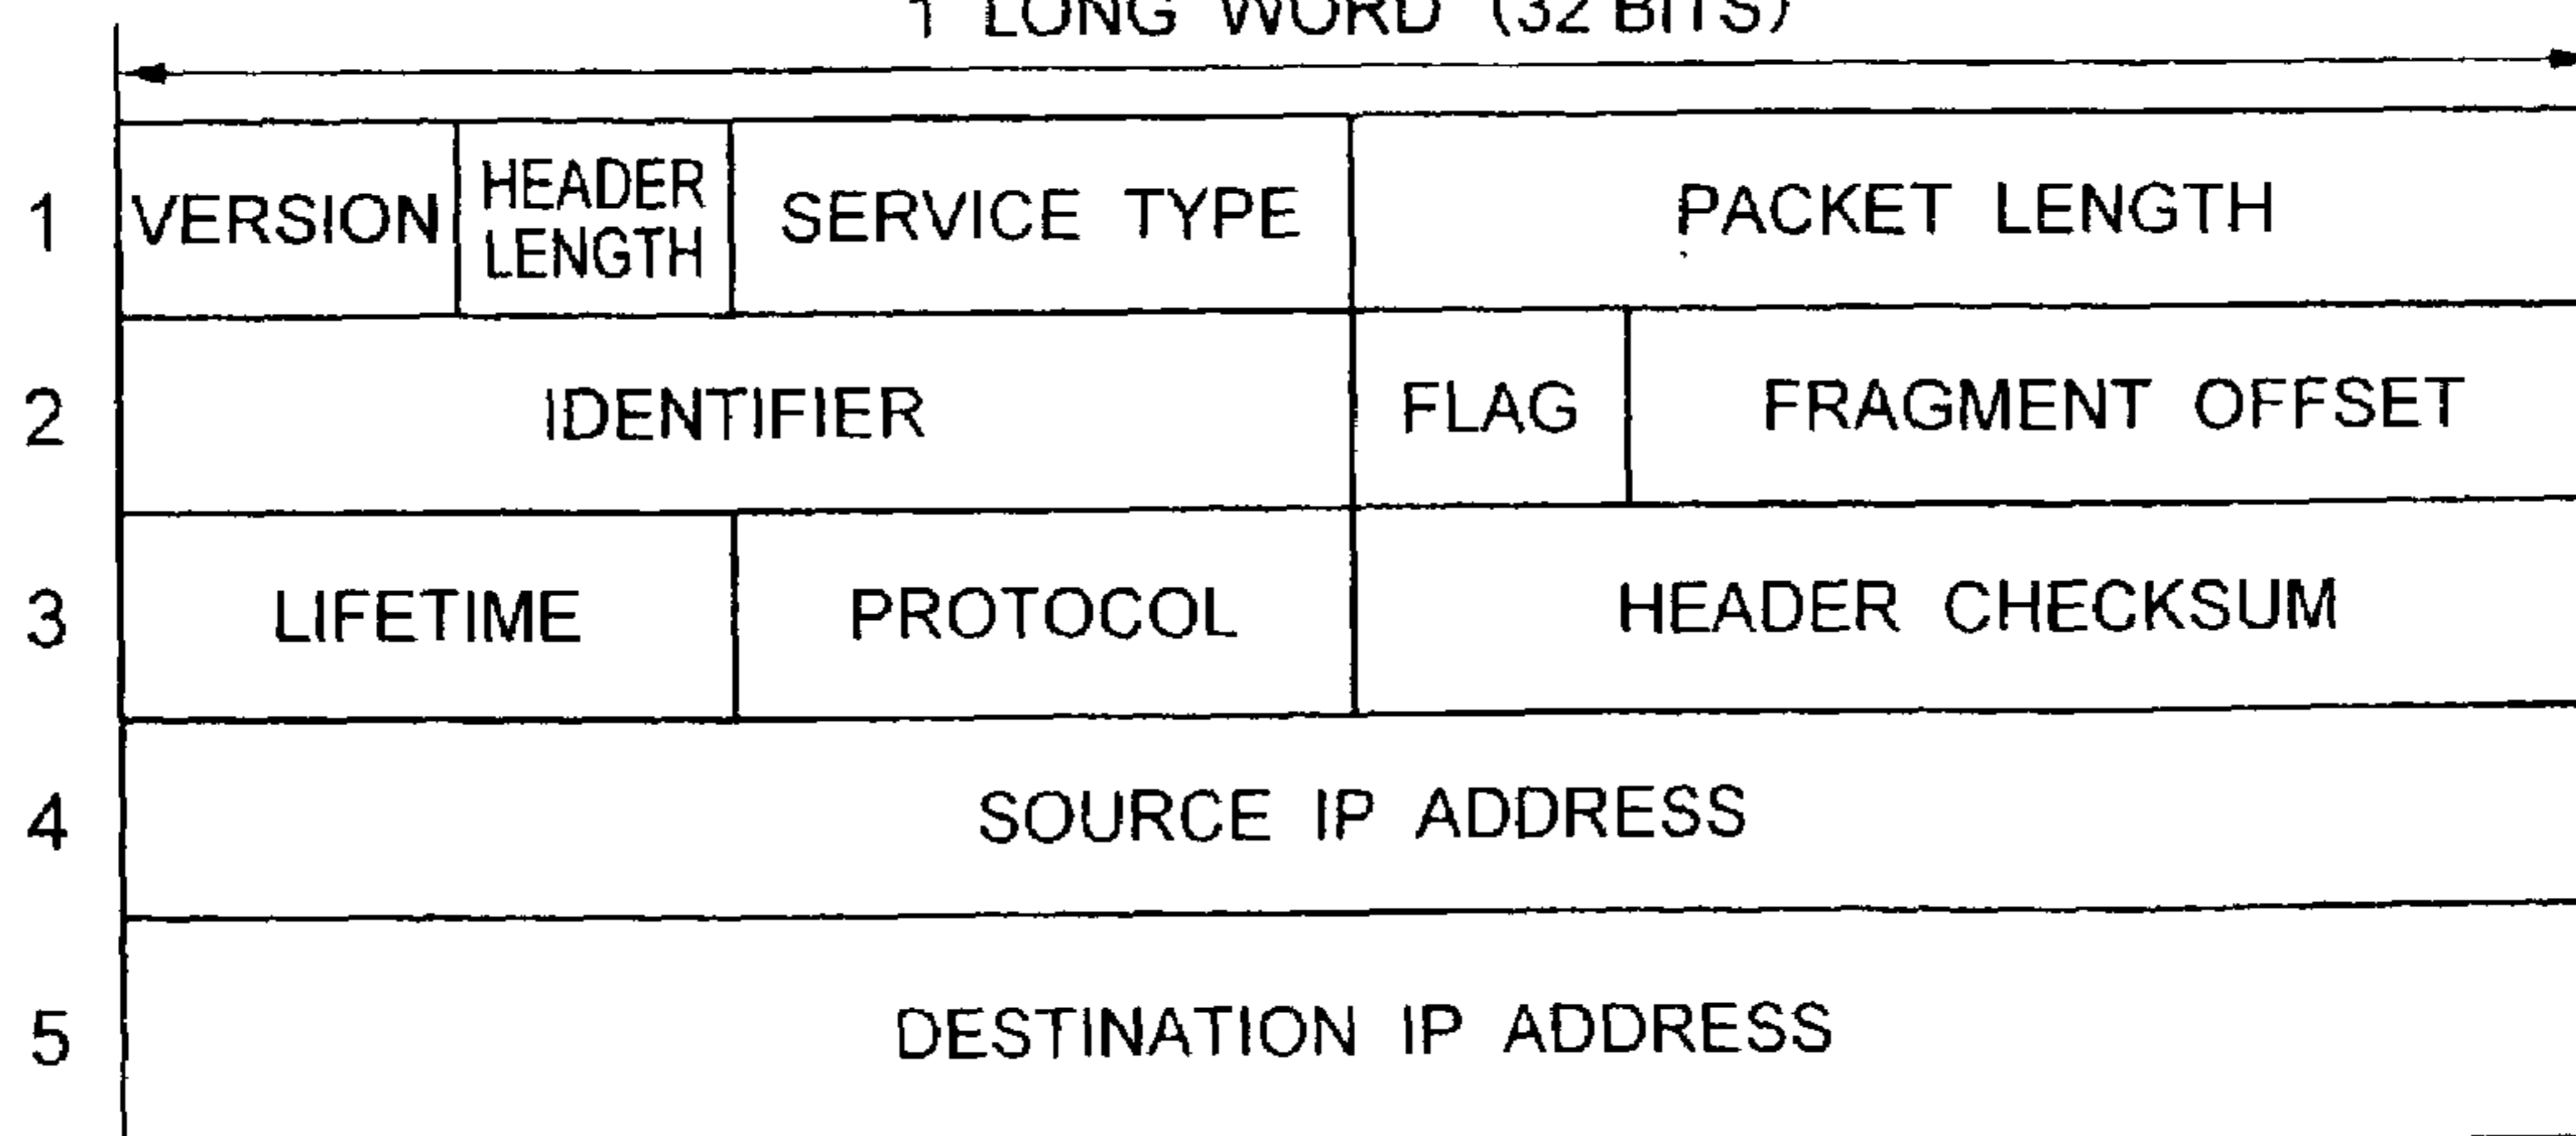 1 LONG WORD (32 BITS)
1 VERSION HEADER LENGTH SERVICE TYPE PACKET LENGTH
2 IDENTIFIER FLAG FRAGMENT OFFSET
3 LIFETIME PROTOCOL HEADER CHECKSUM
4 SOURCE IP ADDRESS
5 DESTINATION IP ADDRESS